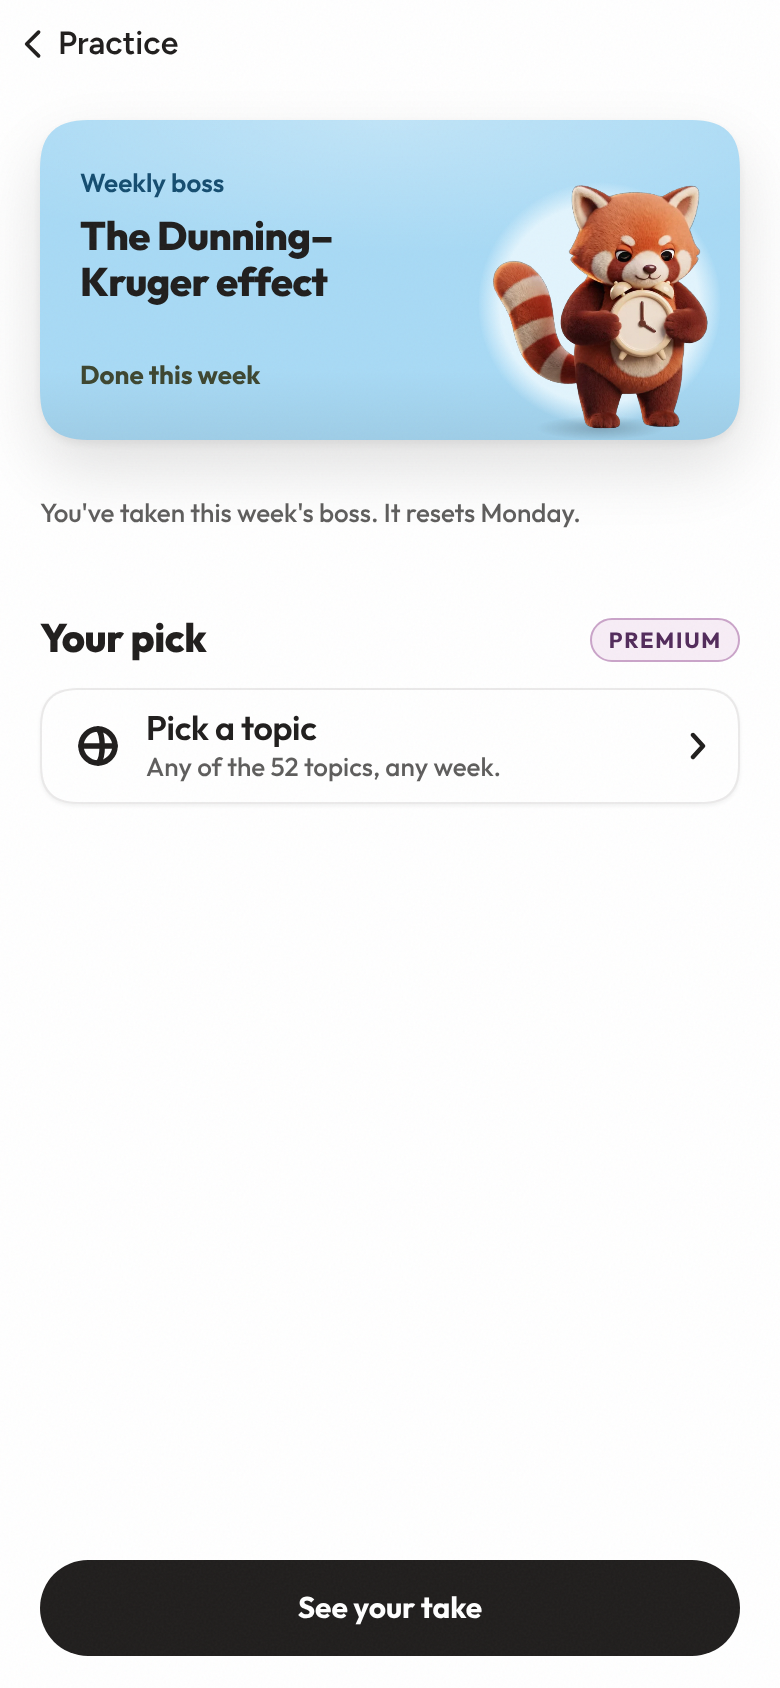 Practice
Weekly boss
The Dunning–
Kruger effect
Done this week
You've taken this week's boss. It resets Monday.
Your pick
PREMIUM
Pick a topic
Any of the 52 topics, any week.
See your take